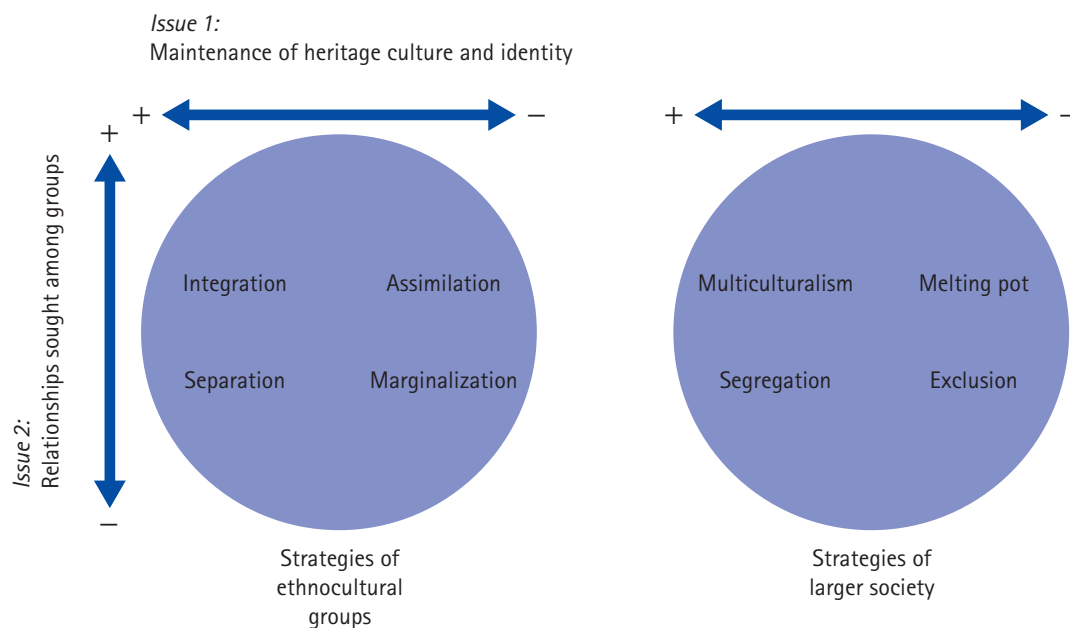 Issue 1:
Maintenance of heritage culture and identity
+ − + −
+
Issue 2:
Relationships sought among groups
−
Integration Assimilation
Separation Marginalization
Multiculturalism Melting pot
Segregation Exclusion
Strategies of
ethnocultural
groups
Strategies of
larger society